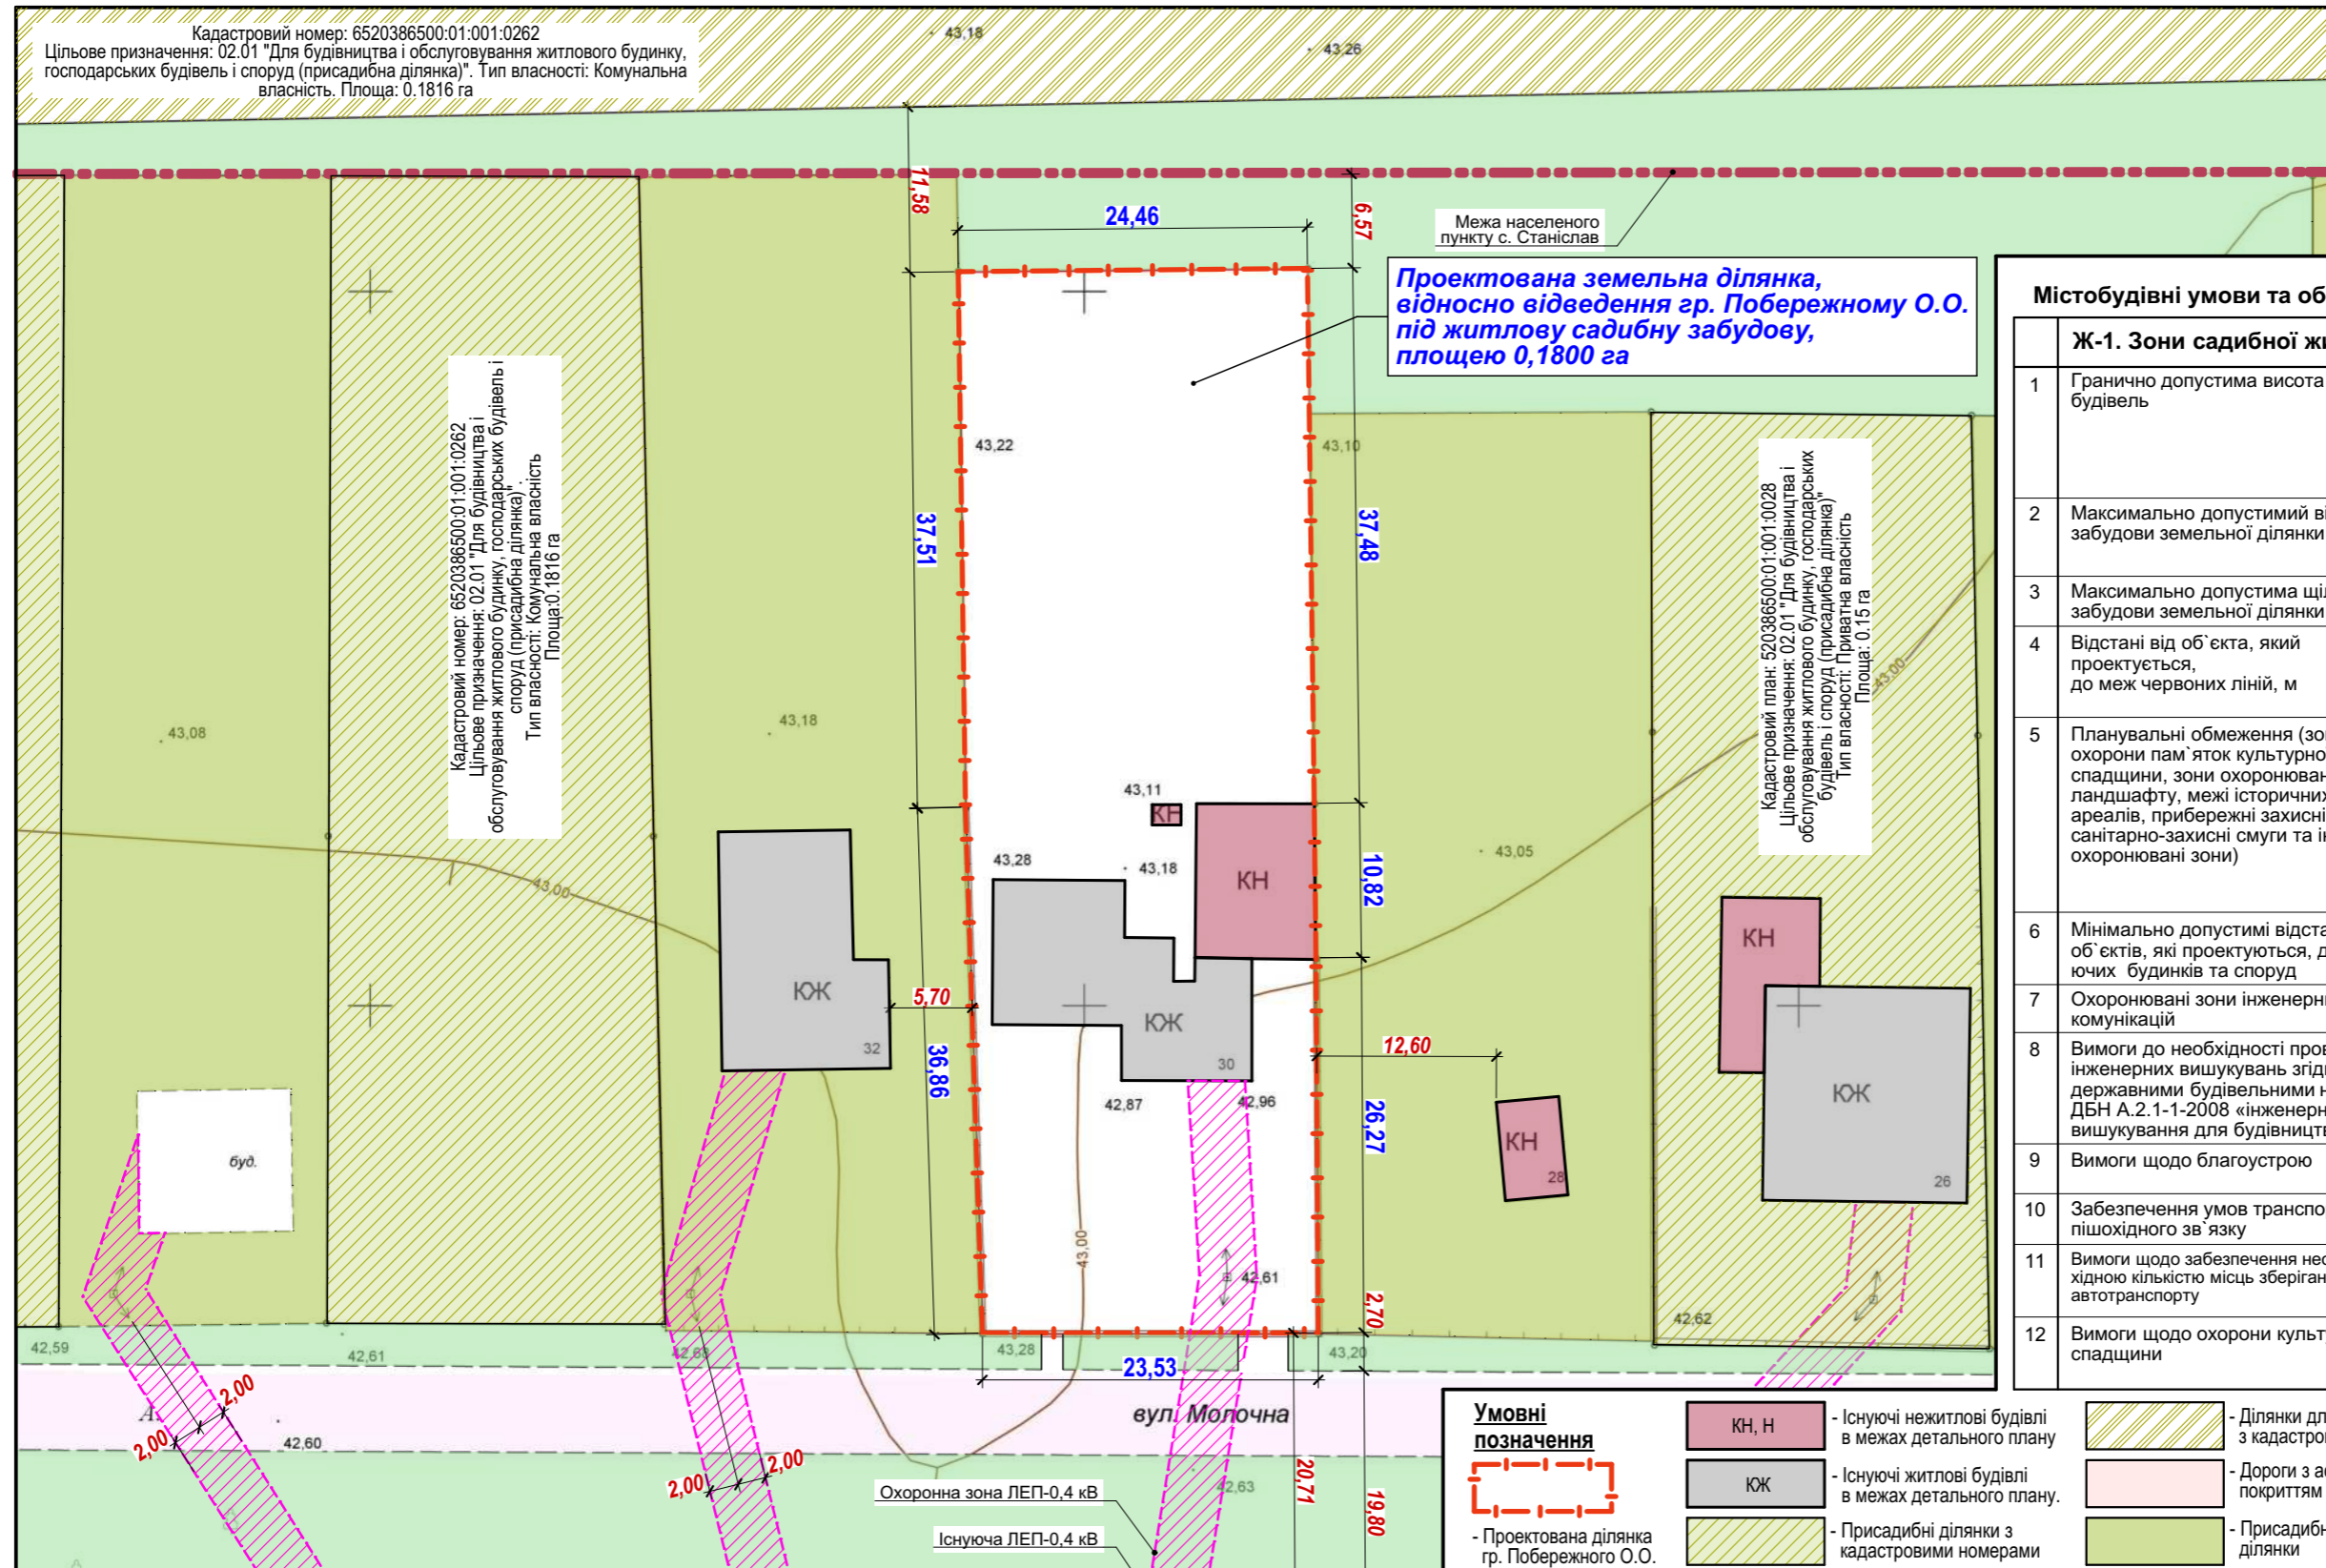 Кадастровий номер: 6520386500:01:001:0262
Цільове призначення: 02.01 "Для будівництва і обслуговування житлового будинку,
господарських будівель і споруд (присадибна ділянка)". Тип власності: Комунальна
власність. Площа: 0.1816 га
43,18
43,26
11,58
24,46
6,57
Межа населеного
пункту с. Станіслав
Проектована земельна ділянка,
відносно відведення гр. Побережному О.О.
під житлову садибну забудову,
площею 0,1800 га
Кадастровий номер: 6520386500:01:001:0262
Цільове призначення: 02.01 "Для будівництва і
обслуговування житлового будинку, господарських будівель і
споруд (присадибна ділянка)".
Тип власності: Комунальна власність
Площа:0.1816 га
43,22
43,10
37,51
37,48
Кадастровий план: 520386500:01:001:0028
Цільове призначення: 02.01 "Для будівництва і
обслуговування житлового будинку, господарських
будівель і споруд (присадибна ділянка)"
Тип власності: Приватна власність
Площа: 0.15 га
43,00
43,08
43,18
43,11
КН
43,28
43,18
КН
10,82
43,05
43,00
КН
КЖ
32
5,70
КЖ
30
12,60
36,86
42,87
42,96
26,27
КН
28
КЖ
26
буд.
43,00
42,61
2,70
42,62
42,59
42,61
42,68
43,28
43,20
23,53
2,00
2,00
А.
42,60
вул. Молочна
2,00
2,00
20,71
19,80
42,63
Охоронна зона ЛЕП-0,4 кВ
Існуюча ЛЕП-0,4 кВ
Містобудівні умови та об
Ж-1. Зони садибної жи
1 Гранично допустима висота
будівель
2 Максимально допустимий ві
забудови земельної ділянки
3 Максимально допустима щіл
забудови земельної ділянки
4 Відстані від об`єкта, який
проектується,
до меж червоних ліній, м
5 Планувальні обмеження (зон
охорони пам`яток культурно
спадщини, зони охоронюван
ландшафту, межі історичних
ареалів, прибережні захисні
санітарно-захисні смуги та ін
охоронювані зони)
6 Мінімально допустимі відста
об`єктів, які проектуються, д
ючих будинків та споруд
7 Охоронювані зони інженерни
комунікацій
8 Вимоги до необхідності пров
інженерних вишукувань згідн
державними будівельними н
ДБН А.2.1-1-2008 «інженерн
вишукування для будівництв
9 Вимоги щодо благоустрою
10 Забезпечення умов транспор
пішохідного зв`язку
11 Вимоги щодо забезпечення нео
хідною кількістю місць зберіган
автотранспорту
12 Вимоги щодо охорони культу
спадщини
Умовні
позначення
- Проектована ділянка
гр. Побережного О.О.
КН, Н
- Існуючі нежитлові будівлі
в межах детального плану
КЖ
- Існуючі житлові будівлі
в межах детального плану.
- Присадибні ділянки з
кадастровими номерами
- Ділянки дл
з кадастро
- Дороги з а
покриттям
- Присадибн
ділянки